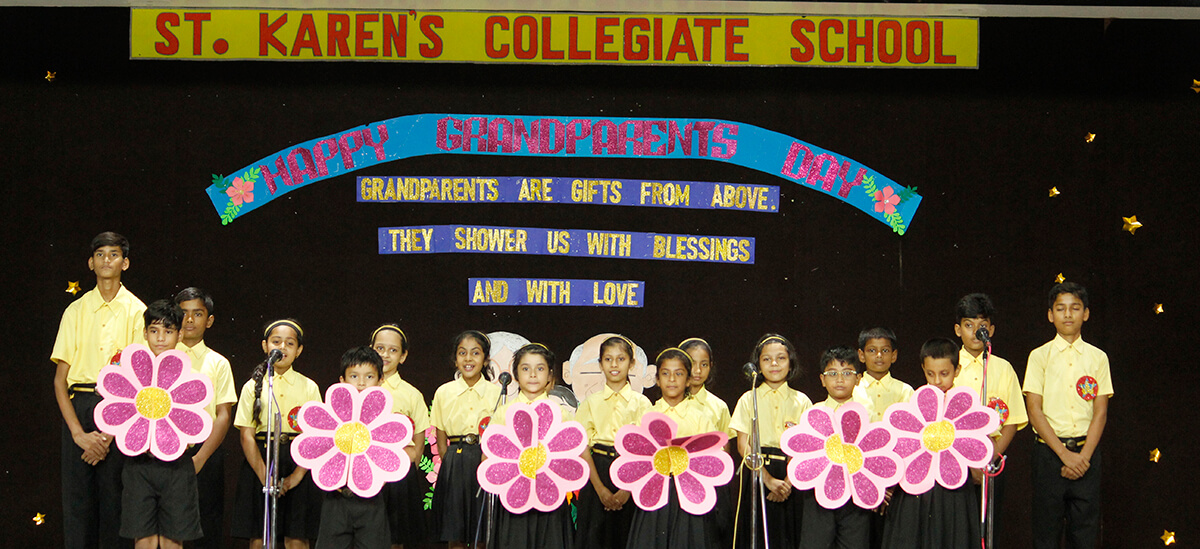 ST. KAREN'S COLLEGIATE SCHOOL
HAPPY GRANDPARENTS DAY
GRANDPARENTS ARE GIFTS FROM ABOVE.
THEY SHOWER US WITH BLESSINGS
AND WITH LOVE